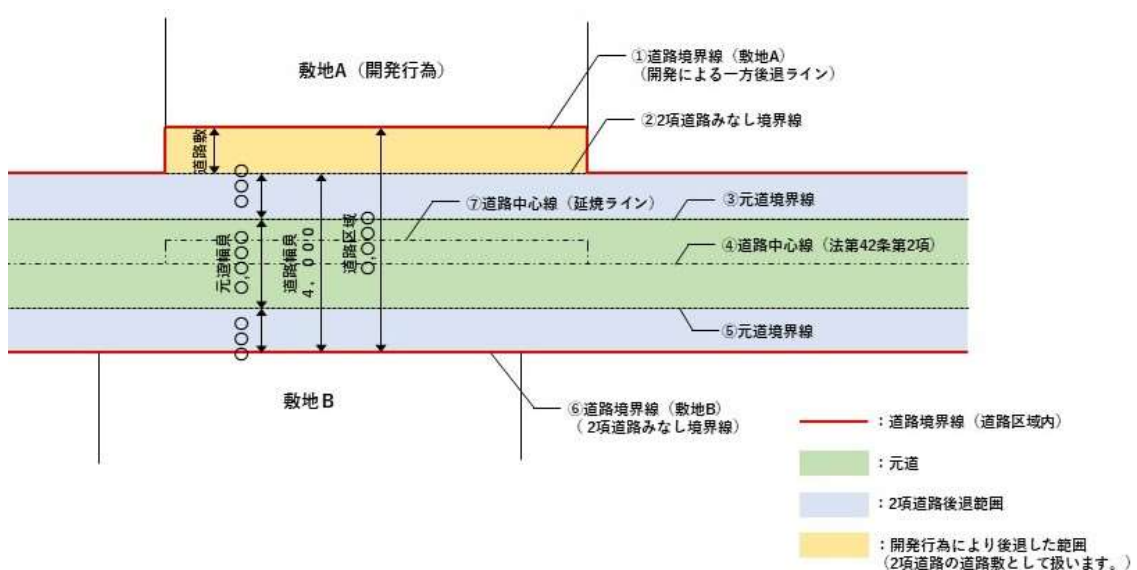 敷地A（開発行為）
①道路境界線（敷地A）
（開発による一方後退ライン）
②2項道路みなし境界線
道路敷
〇〇〇
⑦道路中心線（延焼ライン）
③元道境界線
元道幅員
〇,〇〇〇
道路幅員
4．000
道路区域
〇,〇〇〇
④道路中心線（法第42条第2項）
⑤元道境界線
〇〇〇
敷地B
⑥道路境界線（敷地B）
（2項道路みなし境界線）
：道路境界線（道路区域内）
：元道
：2項道路後退範囲
：開発行為により後退した範囲
（2項道路の道路敷として扱います。）